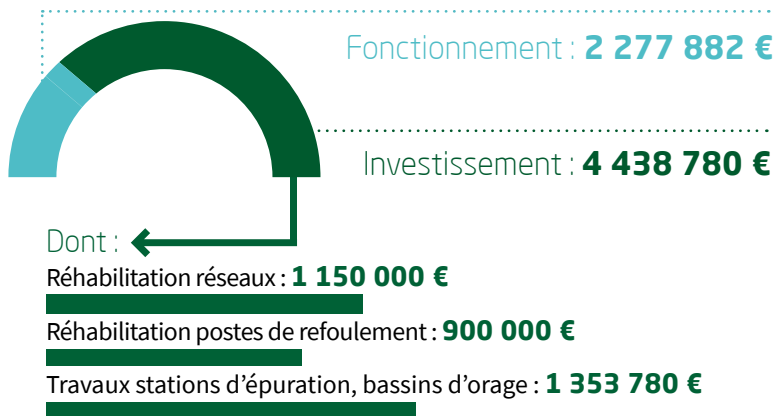 Fonctionnement : 2 277 882 €
Investissement : 4 438 780 €
Dont :
Réhabilitation réseaux : 1 150 000 €
Réhabilitation postes de refoulement : 900 000 €
Travaux stations d’épuration, bassins d’orage : 1 353 780 €